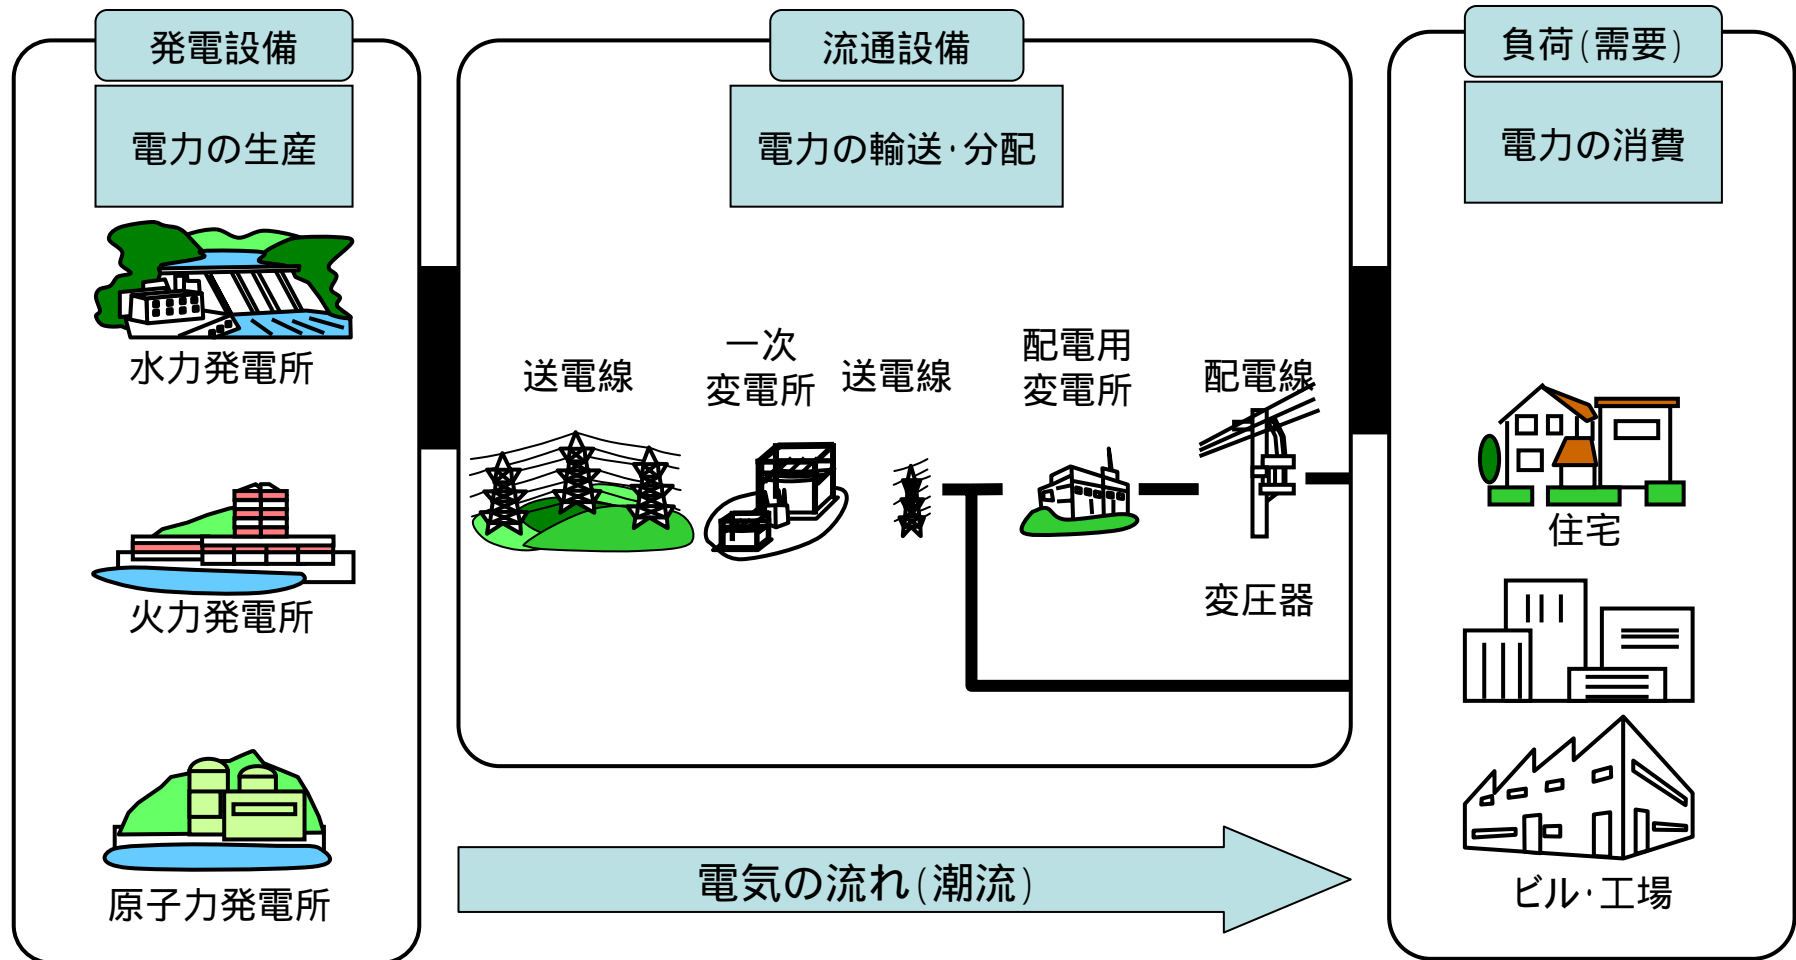 発電設備
電力の生産
水力発電所
火力発電所
原子力発電所
流通設備
電力の輸送・分配
送電線
一次
変電所
送電線
配電用
変電所
配電線
変圧器
電気の流れ(潮流)
負荷(需要)
電力の消費
住宅
ビル・工場